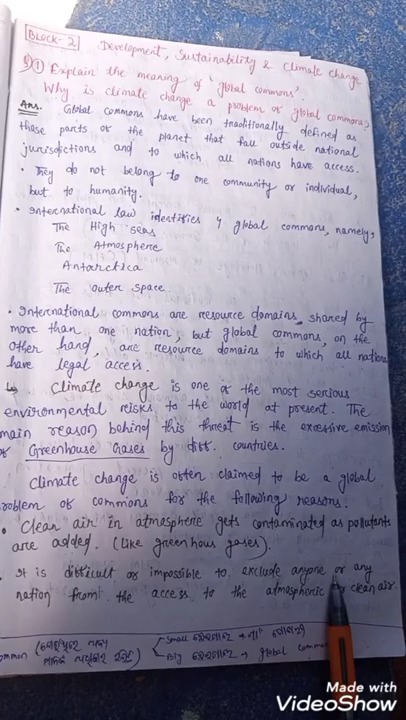 BLOCK-2
Development, Sustainability & Climate Change
Q① Explain the meaning of 'global commons'.
Why is climate change a problem of global commons?
Ans. Global commons have been traditionally defined as
those parts of the planet that fall outside national
jurisdictions and to which all nations have access.
• They do not belong to one community or individual,
but to humanity.
• International law identifies 4 global commons, namely,
The High seas
The Atmosphere
Antarctica
The outer space
• International commons are resource domains shared by
more than one nation, but global commons, on the
other hand, are resource domains to which all nations
have legal access.
↳ Climate change is one of the most serious
environmental risks to the world at present. The
main reason behind this threat is the excessive emission
of Greenhouse Gases by diff. countries.
Climate change is often claimed to be a global
problem of commons for the following reasons.
• Clean air in atmosphere gets contaminated as pollutants
are added. (Like green hous gases).
• It is difficult or impossible to exclude anyone or any
nation from the access to the atmospheric clean air.
common
Small
Big → global common
Made with
VideoShow